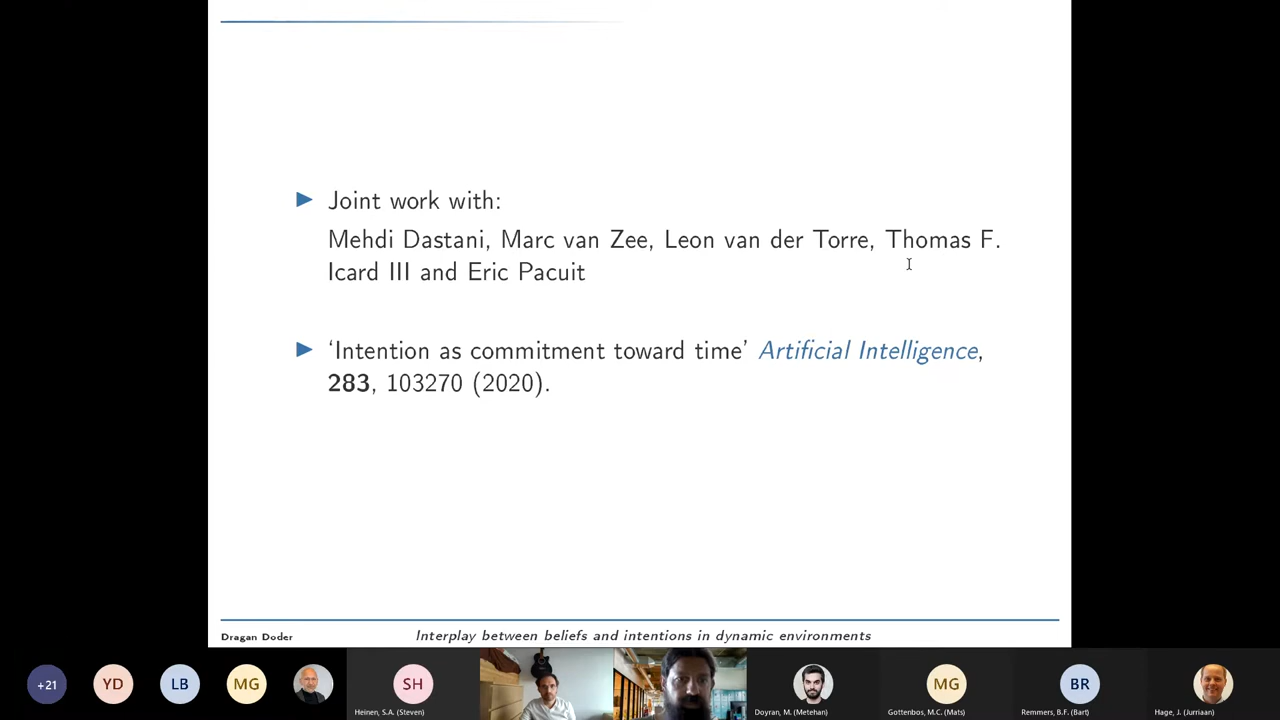 Joint work with:
Mehdi Dastani, Marc van Zee, Leon van der Torre, Thomas F.
Icard III and Eric Pacuit
‘Intention as commitment toward time’ Artificial Intelligence,
283, 103270 (2020).
Dragan Doder
Interplay between beliefs and intentions in dynamic environments
+21
YD
LB
MG
SH
MG
BR
Heinen, S.A. (Steven)
Doyran, M. (Metehan)
Gottenbos, M.C. (Mats)
Remmers, B.F. (Bart)
Hage, J. (Jurriaan)